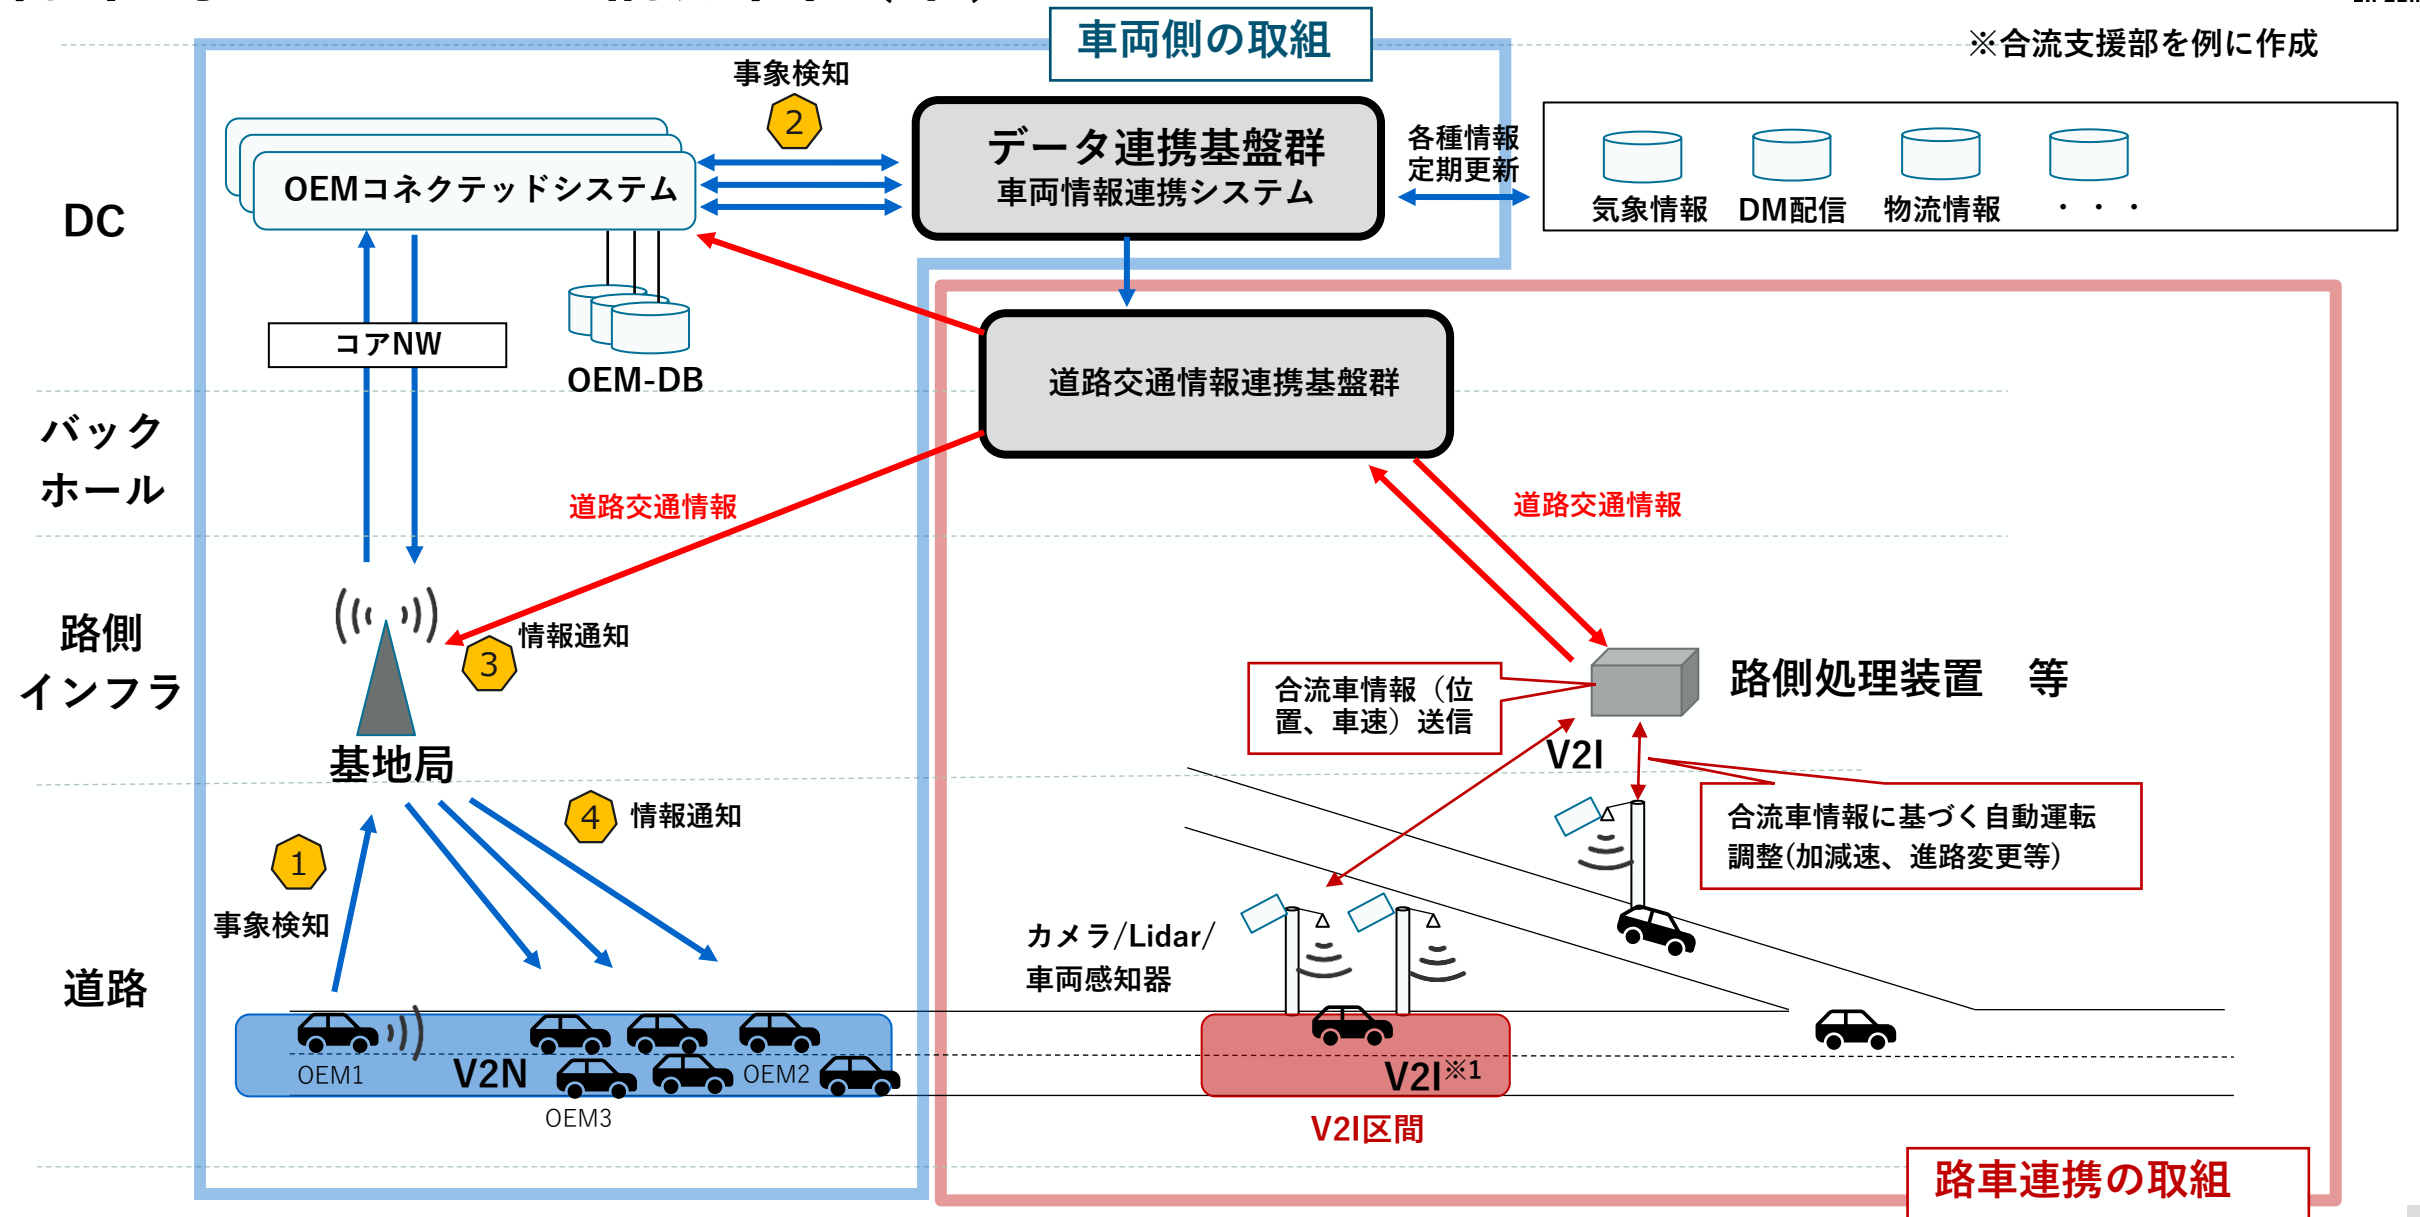 車両側の取組
※合流支援部を例に作成
事象検知
2
データ連携基盤群
車両情報連携システム
各種情報
定期更新
気象情報
DM配信
物流情報
・・・
OEMコネクテッドシステム
DC
コアNW
OEM-DB
道路交通情報連携基盤群
バック
ホール
道路交通情報
道路交通情報
路側
インフラ
3
情報通知
基地局
合流車情報（位
置、車速）送信
路側処理装置　等
V2I
合流車情報に基づく自動運転
調整(加減速、進路変更等)
4
情報通知
1
事象検知
カメラ/Lidar/
車両感知器
道路
OEM1
V2N
OEM2
OEM3
V2I※1
V2I区間
路車連携の取組